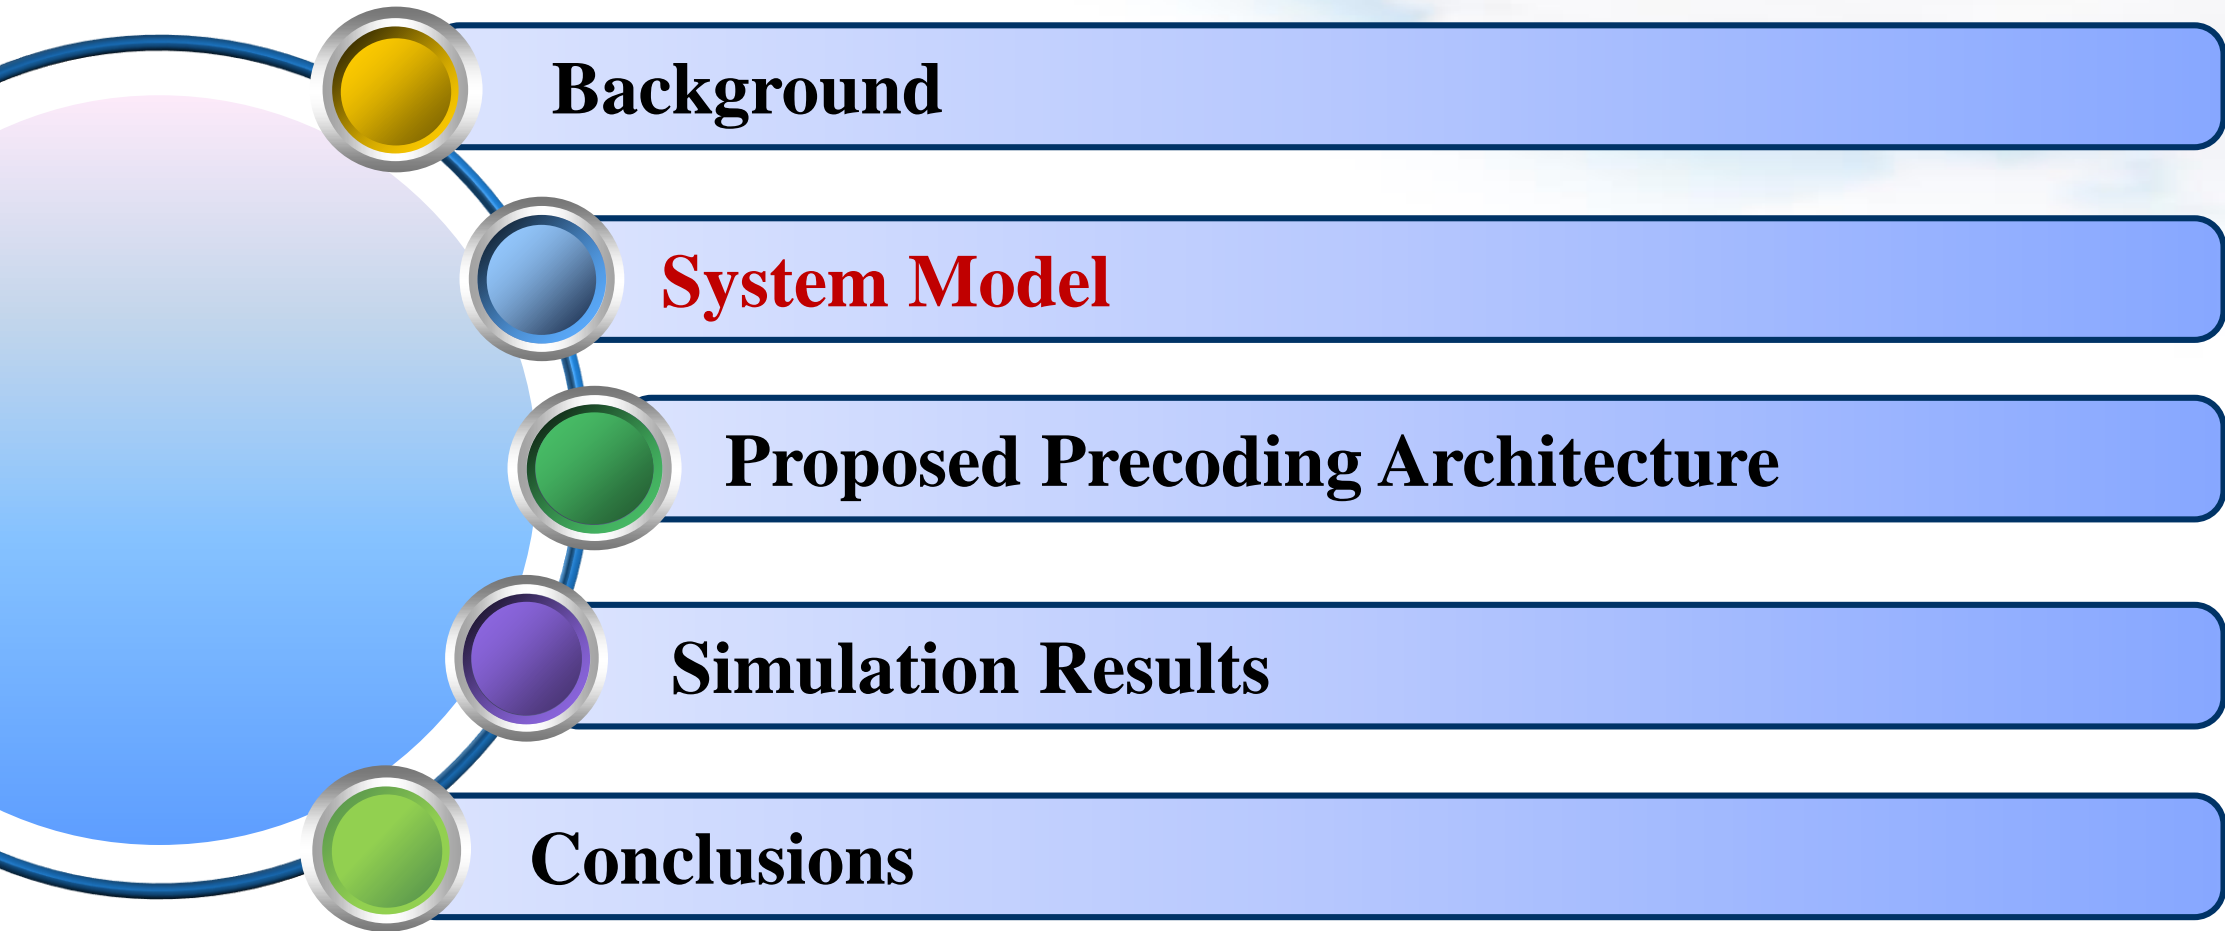 Background
System Model
Proposed Precoding Architecture
Simulation Results
Conclusions